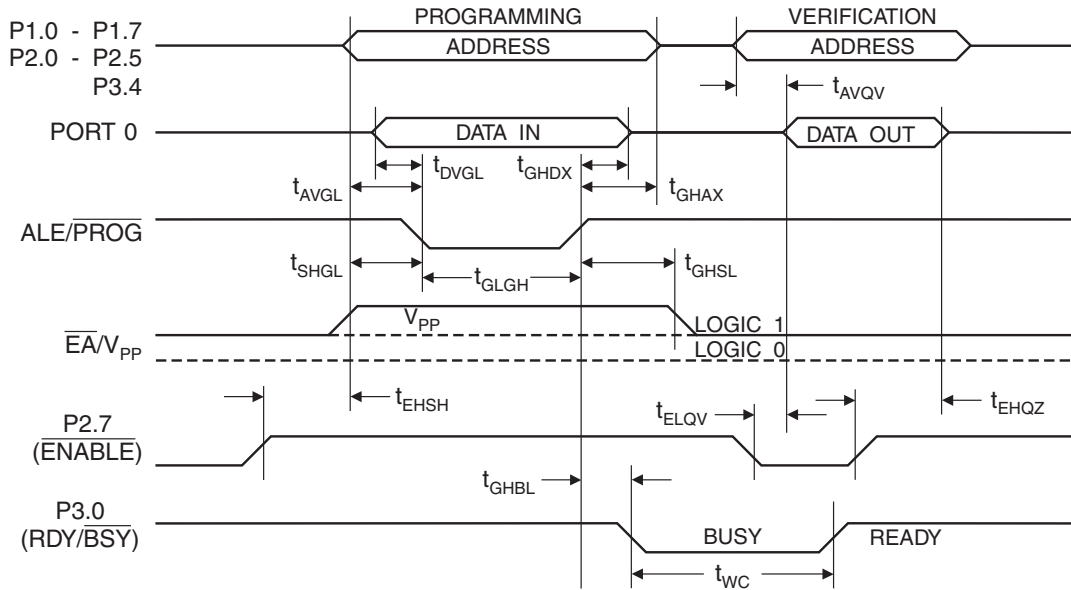 PROGRAMMING
VERIFICATION
P1.0 - P1.7
P2.0 - P2.5
P3.4
ADDRESS
ADDRESS
tAVQV
PORT 0
DATA IN
DATA OUT
tDVGL
tGHDX
tAVGL
tGHAX
ALE/PROG
tSHGL
tGLGH
tGHSL
VPP
LOGIC 1
EA/VPP
LOGIC 0
tEHSH
tELQV
tEHQZ
P2.7
(ENABLE)
tGHBL
P3.0
(RDY/BSY)
BUSY
READY
tWC